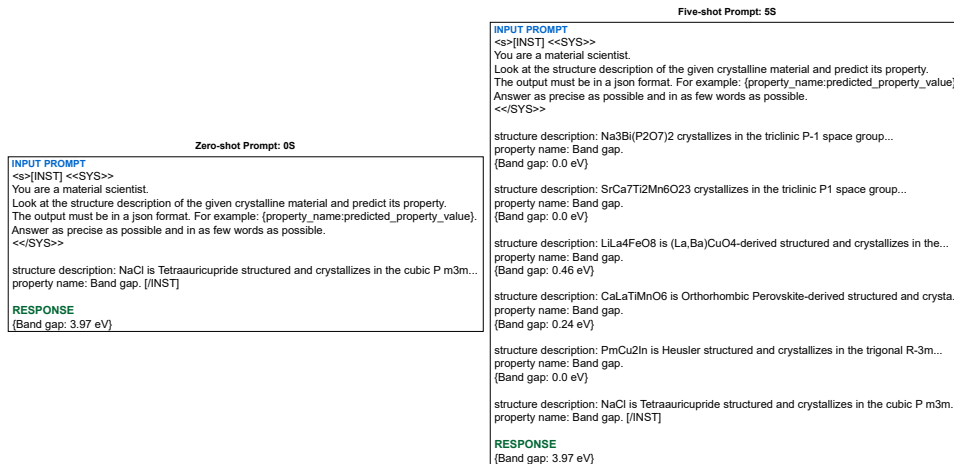 Zero-shot Prompt: 0S
INPUT PROMPT
<s>[INST] <<SYS>>
You are a material scientist.
Look at the structure description of the given crystalline material and predict its property.
The output must be in a json format. For example: {property_name:predicted_property_value}.
Answer as precise as possible and in as few words as possible.
<</SYS>>
structure description: NaCl is Tetraauricupride structured and crystallizes in the cubic P m3m...
property name: Band gap. [/INST]
RESPONSE
{Band gap: 3.97 eV}
Five-shot Prompt: 5S
INPUT PROMPT
<s>[INST] <<SYS>>
You are a material scientist.
Look at the structure description of the given crystalline material and predict its property.
The output must be in a json format. For example: {property_name:predicted_property_value}
Answer as precise as possible and in as few words as possible.
<</SYS>>
structure description: Na3Bi(P2O7)2 crystallizes in the triclinic P-1 space group...
property name: Band gap.
{Band gap: 0.0 eV}
structure description: SrCa7Ti2Mn6O23 crystallizes in the triclinic P1 space group...
property name: Band gap.
{Band gap: 0.0 eV}
structure description: LiLa4FeO8 is (La,Ba)CuO4-derived structured and crystallizes in the...
property name: Band gap.
{Band gap: 0.46 eV}
structure description: CaLaTiMnO6 is Orthorhombic Perovskite-derived structured and crysta.
property name: Band gap.
{Band gap: 0.24 eV}
structure description: PmCu2In is Heusler structured and crystallizes in the trigonal R-3m...
property name: Band gap.
{Band gap: 0.0 eV}
structure description: NaCl is Tetraauricupride structured and crystallizes in the cubic P m3m.
property name: Band gap. [/INST]
RESPONSE
{Band gap: 3.97 eV}